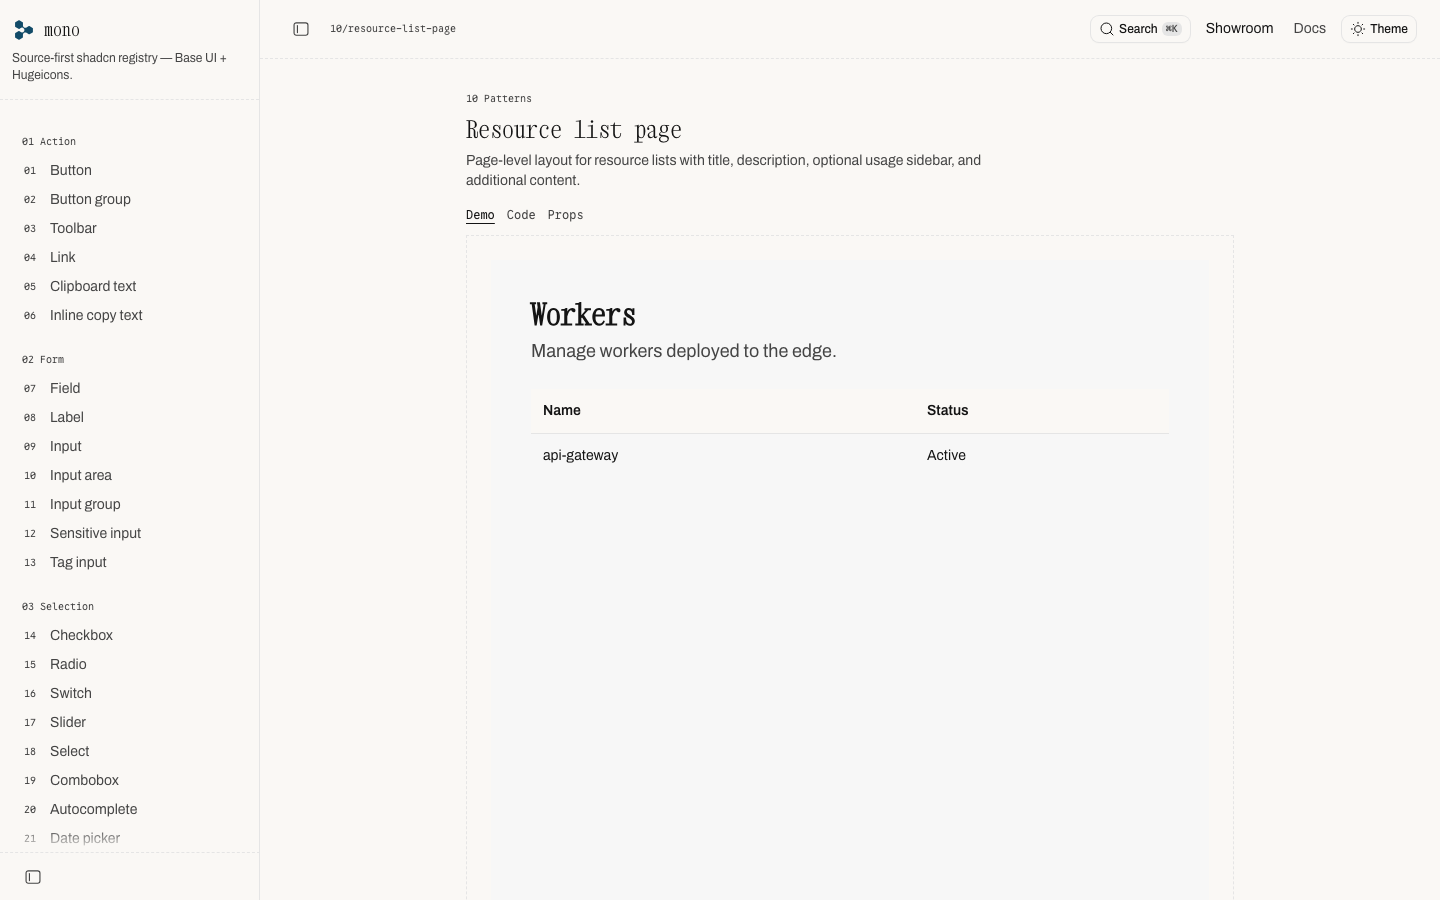 mono
Source-first shadcn registry — Base UI +
Hugeicons.
01 Action
01 Button
02 Button group
03 Toolbar
04 Link
05 Clipboard text
06 Inline copy text
02 Form
07 Field
08 Label
09 Input
10 Input area
11 Input group
12 Sensitive input
13 Tag input
03 Selection
14 Checkbox
15 Radio
16 Switch
17 Slider
18 Select
19 Combobox
20 Autocomplete
21 Date picker
10/resource-list-page
Search ⌘K
Showroom
Docs
Theme
10 Patterns
Resource list page
Page-level layout for resource lists with title, description, optional usage sidebar, and
additional content.
Demo Code Props
Workers
Manage workers deployed to the edge.
Name Status
api-gateway Active